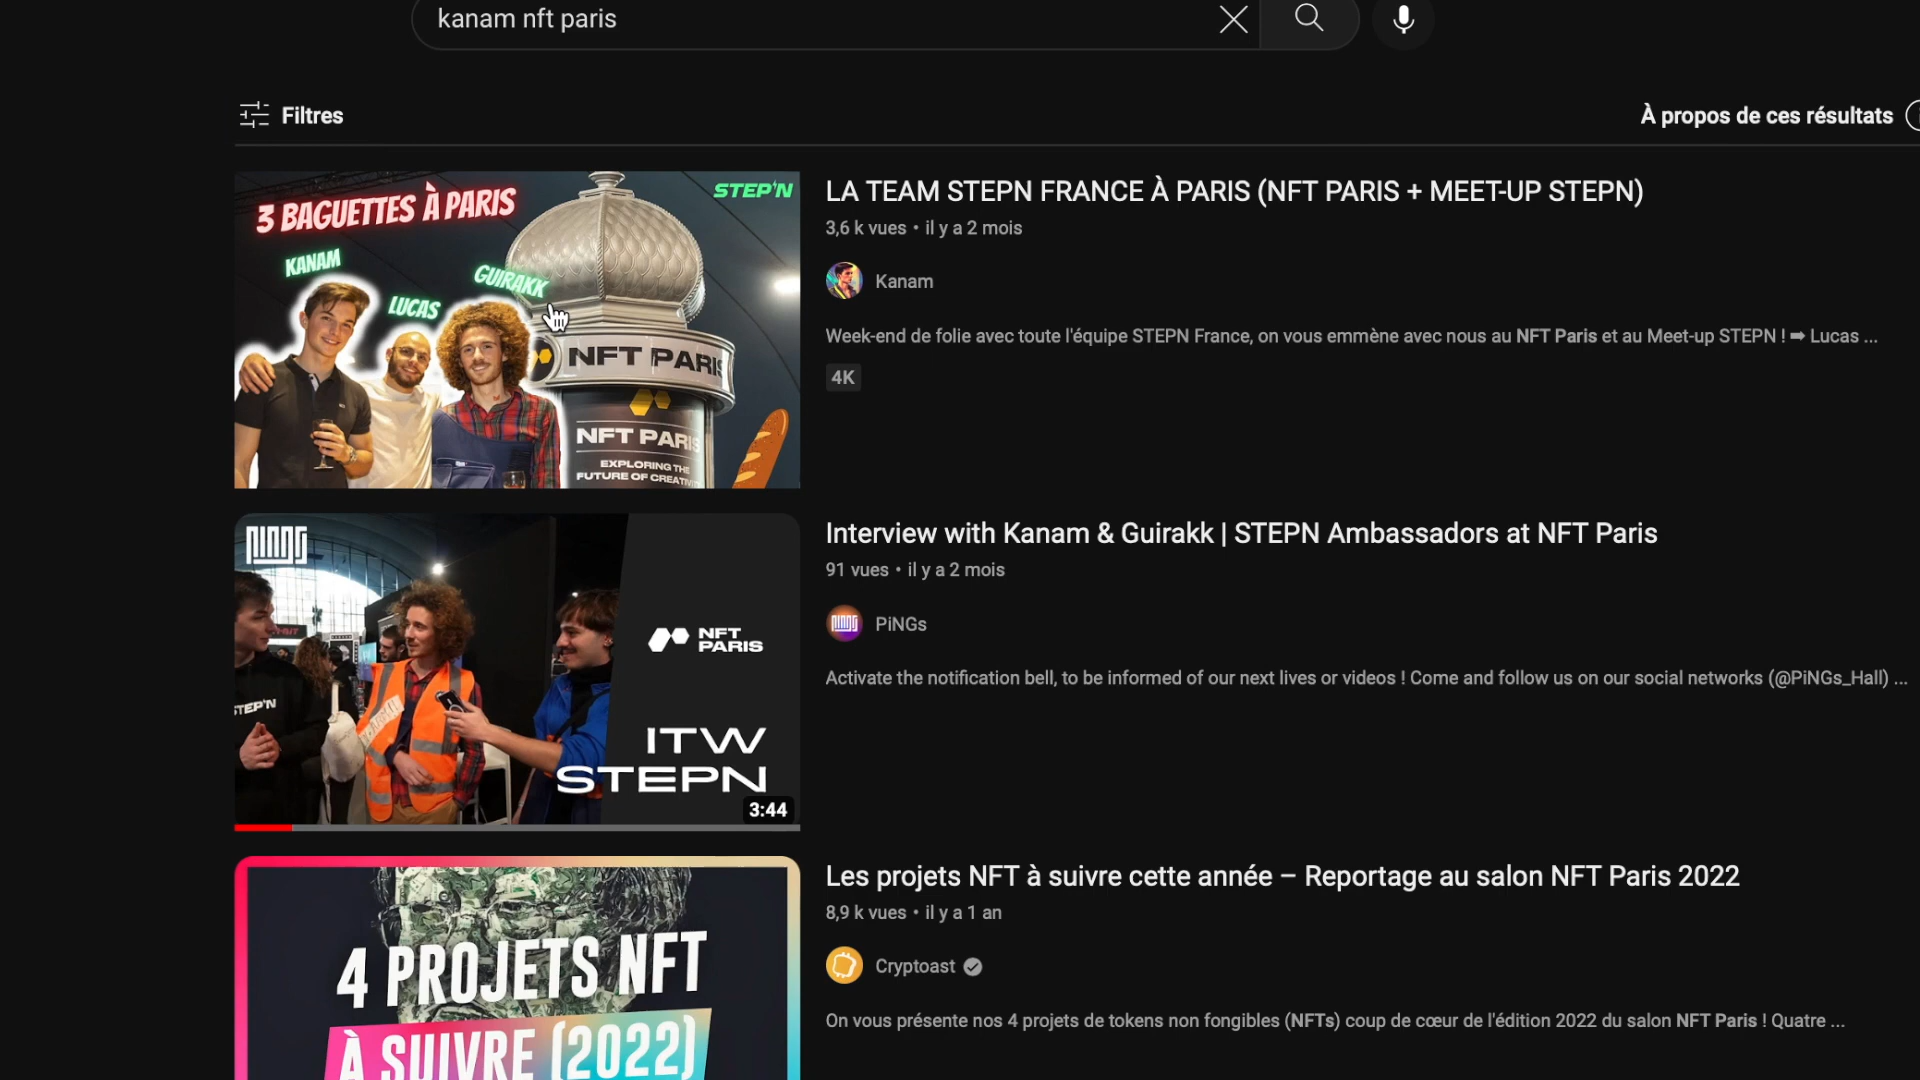 kanam nft paris
Filtres
À propos de ces résultats
3 BAGUETTES À PARIS
STEP'N
KANAM
LUCAS
GUIRAKK
NFT PARIS
NFT PARIS
EXPLORING THE
FUTURE OF CREATIVI
LA TEAM STEPN FRANCE À PARIS (NFT PARIS + MEET-UP STEPN)
3,6 k vues • il y a 2 mois
Kanam
Week-end de folie avec toute l'équipe STEPN France, on vous emmène avec nous au NFT Paris et au Meet-up STEPN ! ➡ Lucas ...
4K
PINGS
NFT
PARIS
STEP'N
ITW
STEPN
3:44
Interview with Kanam & Guirakk | STEPN Ambassadors at NFT Paris
91 vues • il y a 2 mois
PiNGs
Activate the notification bell, to be informed of our next lives or videos ! Come and follow us on our social networks (@PiNGs_Hall) ...
4 PROJETS NFT
À SUIVRE (2022)
Les projets NFT à suivre cette année – Reportage au salon NFT Paris 2022
8,9 k vues • il y a 1 an
Cryptoast
On vous présente nos 4 projets de tokens non fongibles (NFTs) coup de cœur de l'édition 2022 du salon NFT Paris ! Quatre ...